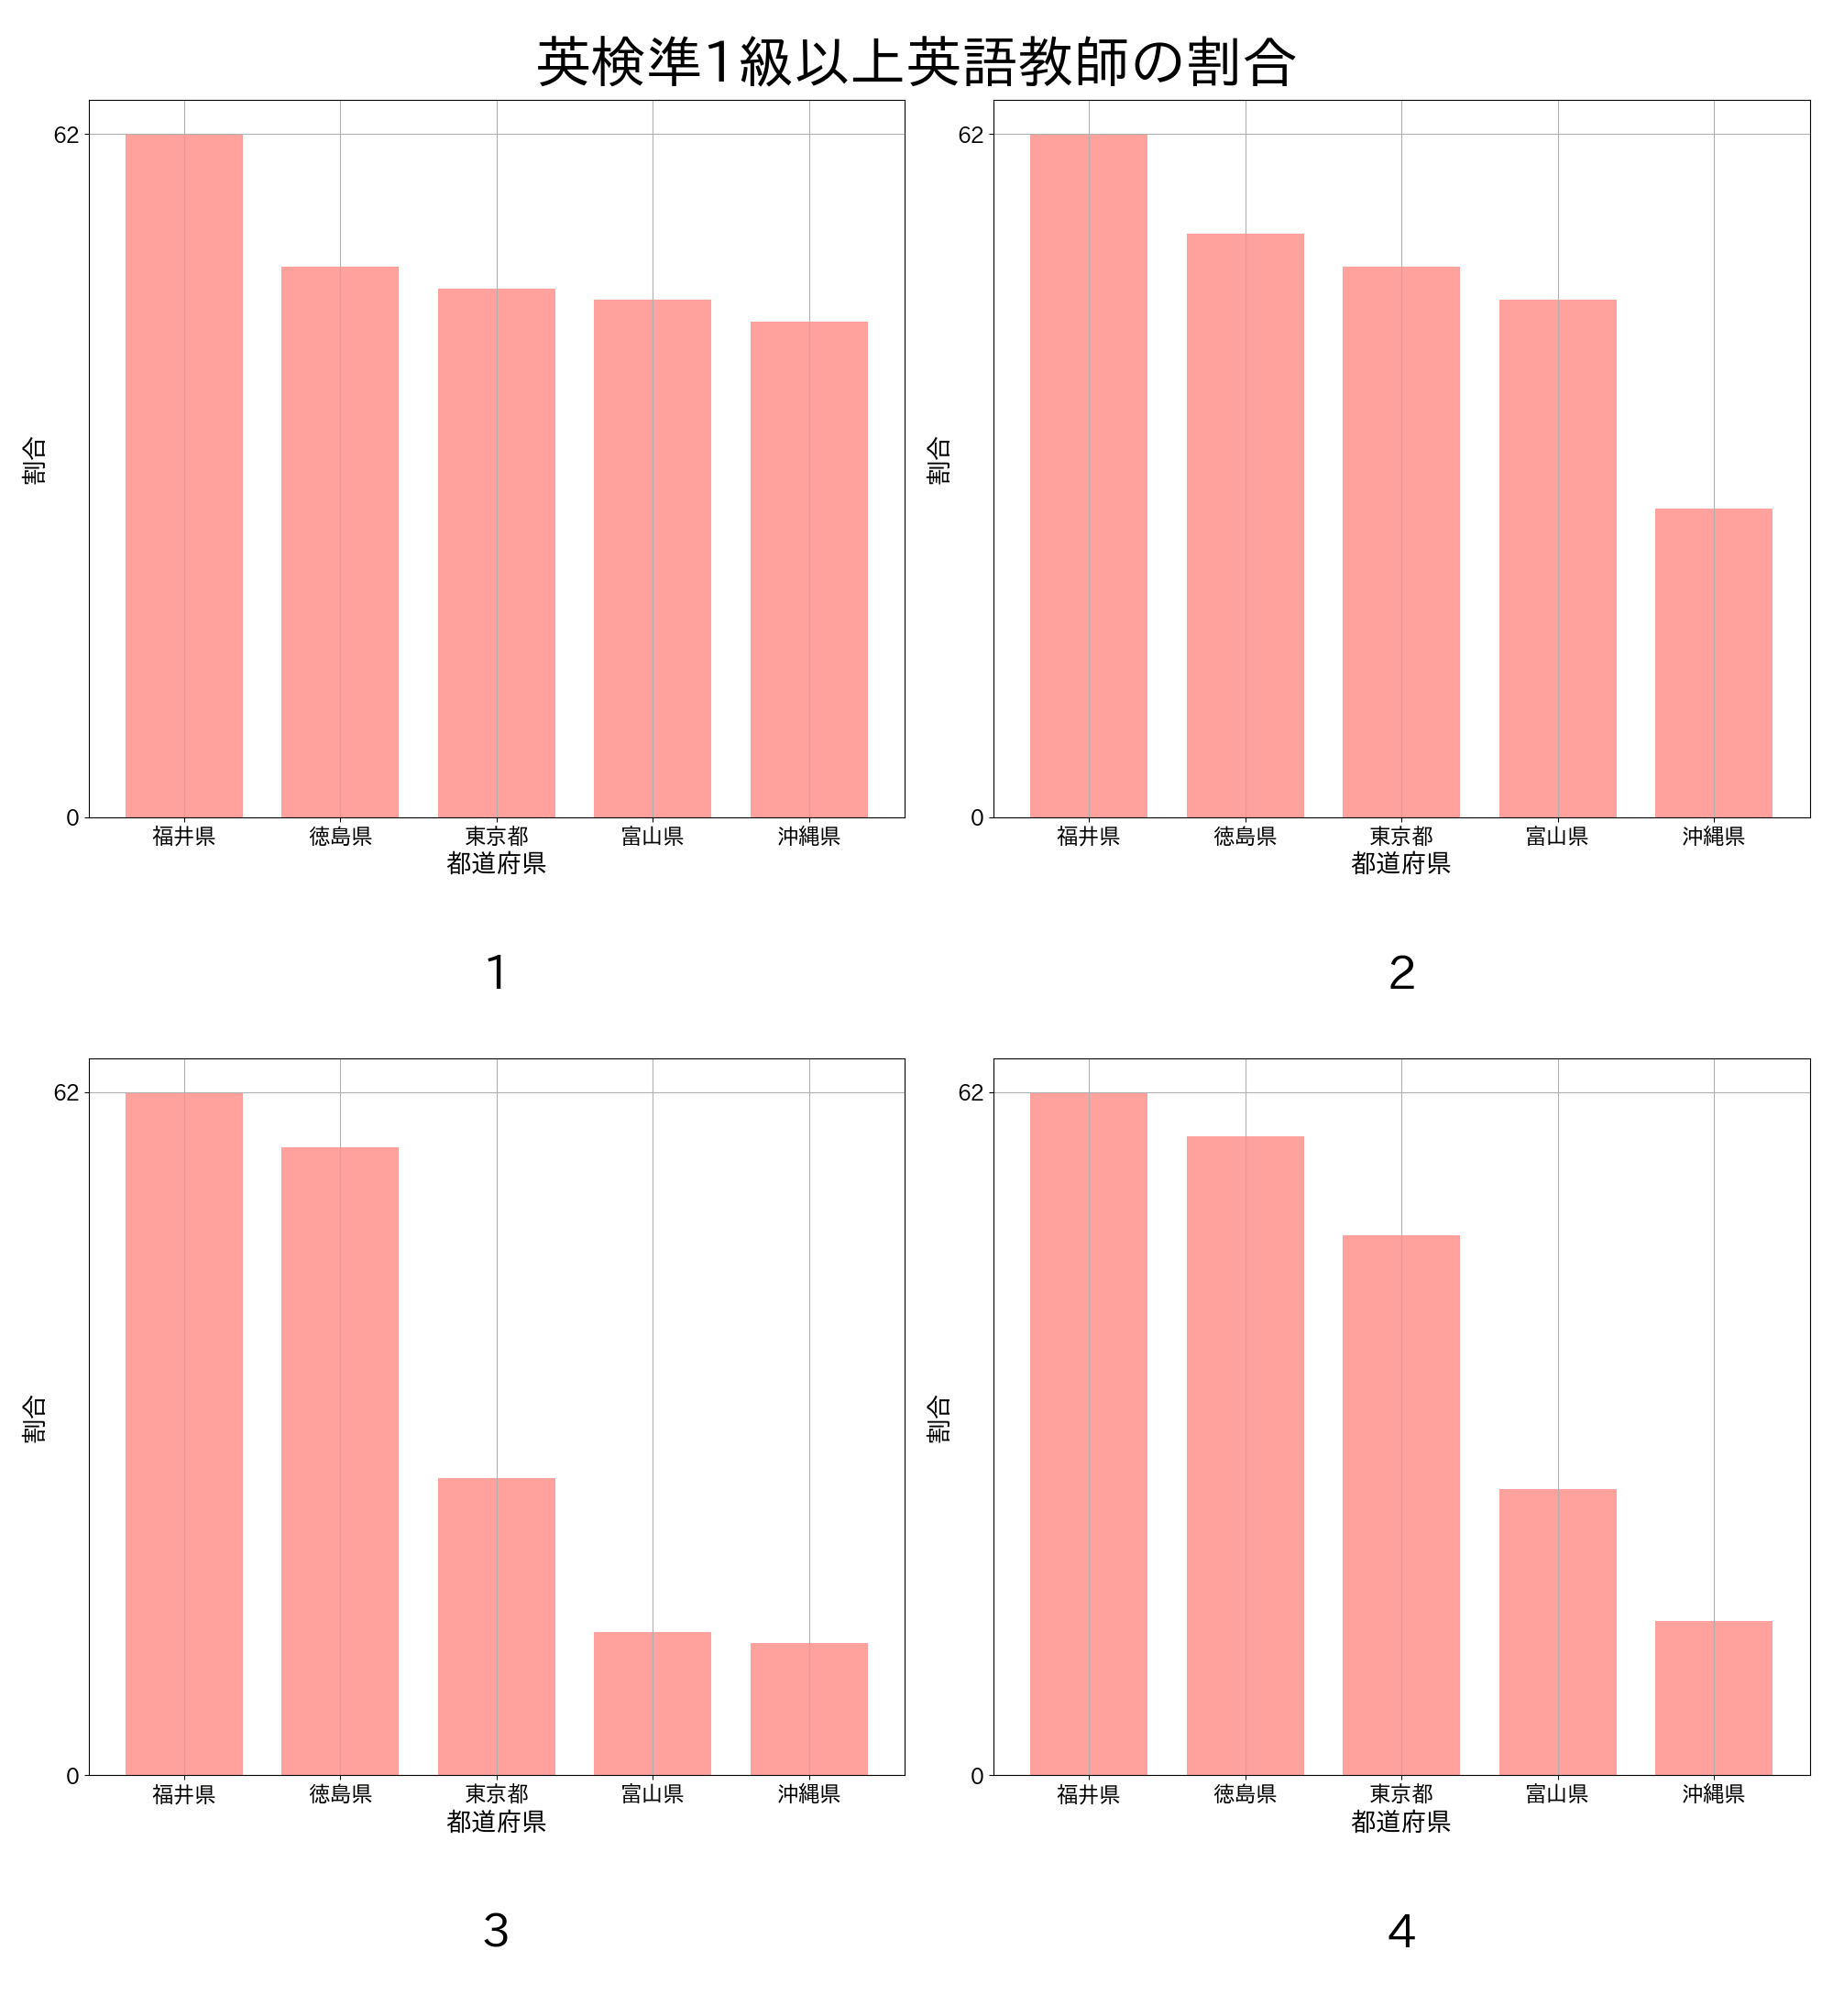 英検準1級以上英語教師の割合
62
0
割合
福井県 徳島県 東京都 富山県 沖縄県
都道府県
1
62
0
割合
福井県 徳島県 東京都 富山県 沖縄県
都道府県
2
62
0
割合
福井県 徳島県 東京都 富山県 沖縄県
都道府県
3
62
0
割合
福井県 徳島県 東京都 富山県 沖縄県
都道府県
4